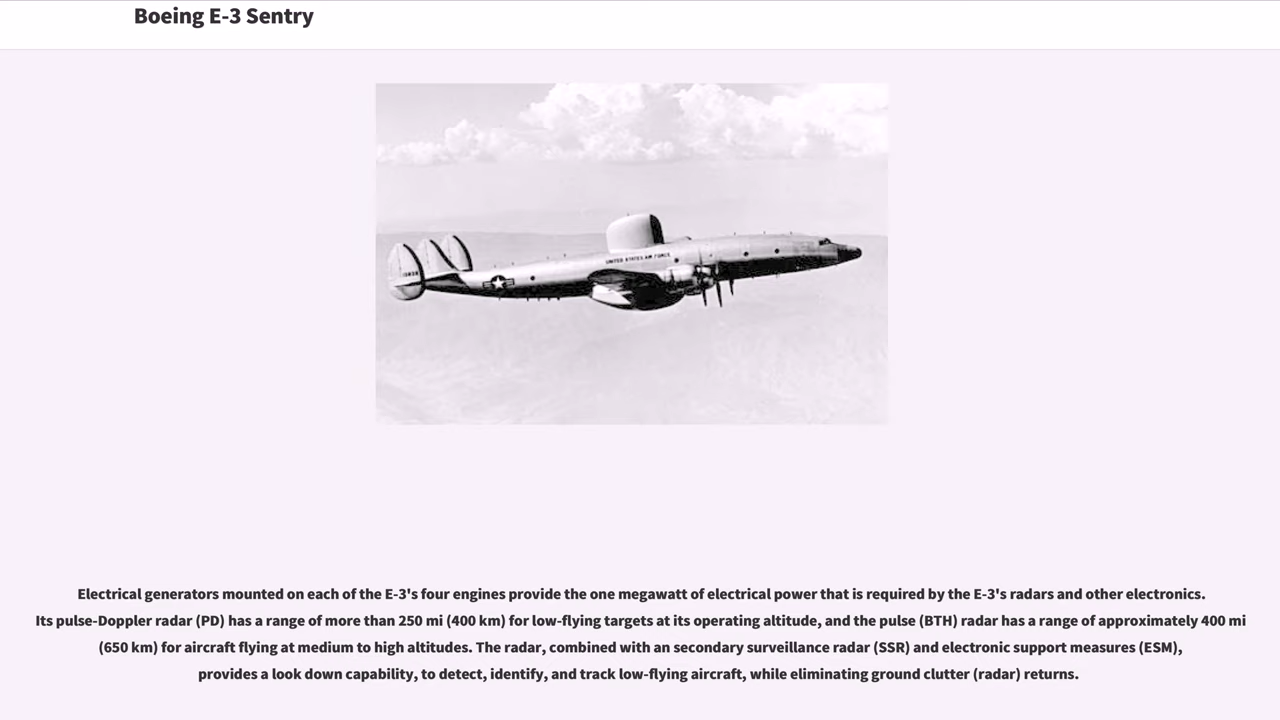 Boeing E-3 Sentry
UNITED STATES AIR FORCE
Electrical generators mounted on each of the E-3's four engines provide the one megawatt of electrical power that is required by the E-3's radars and other electronics.
Its pulse-Doppler radar (PD) has a range of more than 250 mi (400 km) for low-flying targets at its operating altitude, and the pulse (BTH) radar has a range of approximately 400 mi
(650 km) for aircraft flying at medium to high altitudes. The radar, combined with an secondary surveillance radar (SSR) and electronic support measures (ESM),
provides a look down capability, to detect, identify, and track low-flying aircraft, while eliminating ground clutter (radar) returns.